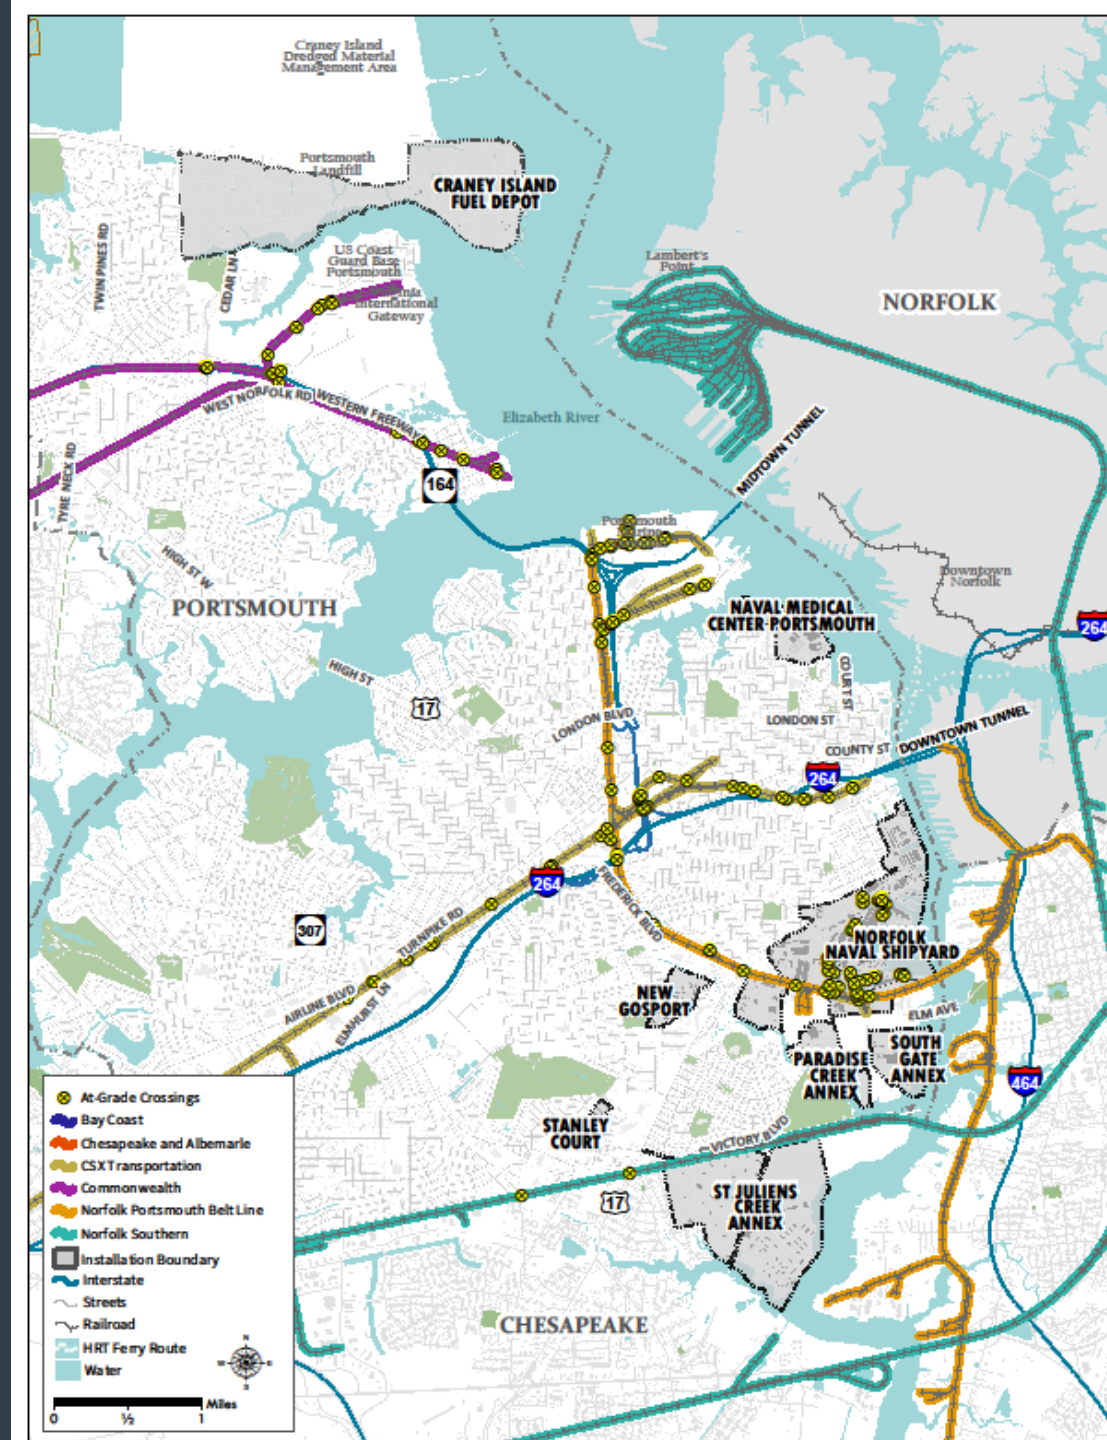 Craney Island
Dredged Material
Management Area
Portsmouth
Landfill
CRANEY ISLAND
FUEL DEPOT
US Coast
Guard Base
Portsmouth
International
Gateway
TWIN PINES RD
CEDAR LN
Lambert's
Point
NORFOLK
WEST NORFOLK RD
WESTERN FREEWAY
Elizabeth River
MIDTOWN TUNNEL
TYRE NECK RD
164
Portsmouth
HIGH ST W
Downtown
Norfolk
PORTSMOUTH
NAVAL MEDICAL
CENTER PORTSMOUTH
264
HIGH ST
COURT ST
17
LONDON BLVD
LONDON ST
COUNTY ST
DOWNTOWN TUNNEL
264
264
FREDERICK BLVD
307
TURNPIKE RD
NORFOLK
NAVAL SHIPYARD
AIRLINE BLVD
ELMHURST LN
NEW
GOSPORT
ELM AVE
PARADISE
CREEK
ANNEX
SOUTH
GATE
ANNEX
464
STANLEY
COURT
VICTORY BLVD
17
ST JULIENS
CREEK
ANNEX
CHESAPEAKE
At-Grade Crossings
Bay Coast
Chesapeake and Albemarle
CSX Transportation
Commonwealth
Norfolk Portsmouth Belt Line
Norfolk Southern
Installation Boundary
Interstate
Streets
Railroad
HRT Ferry Route
Water
N
W E
S
Miles
0 ½ 1